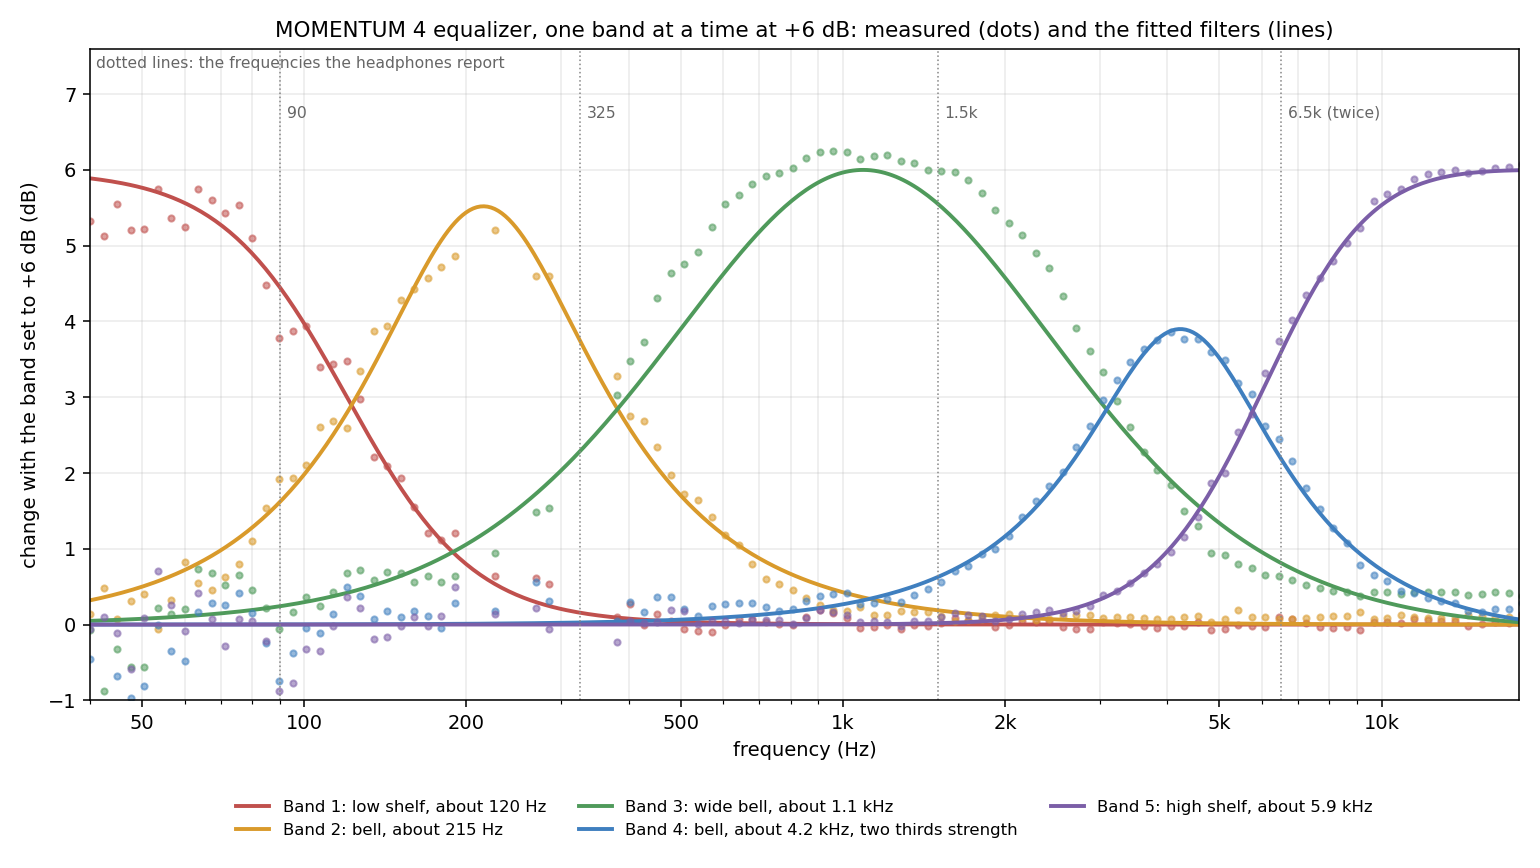 MOMENTUM 4 equalizer, one band at a time at +6 dB: measured (dots) and the fitted filters (lines)
dotted lines: the frequencies the headphones report
90
325
1.5k
6.5k (twice)
7
6
5
4
3
2
1
0
−1
change with the band set to +6 dB (dB)
50
100
200
500
1k
2k
5k
10k
frequency (Hz)
Band 1: low shelf, about 120 Hz
Band 2: bell, about 215 Hz
Band 3: wide bell, about 1.1 kHz
Band 4: bell, about 4.2 kHz, two thirds strength
Band 5: high shelf, about 5.9 kHz